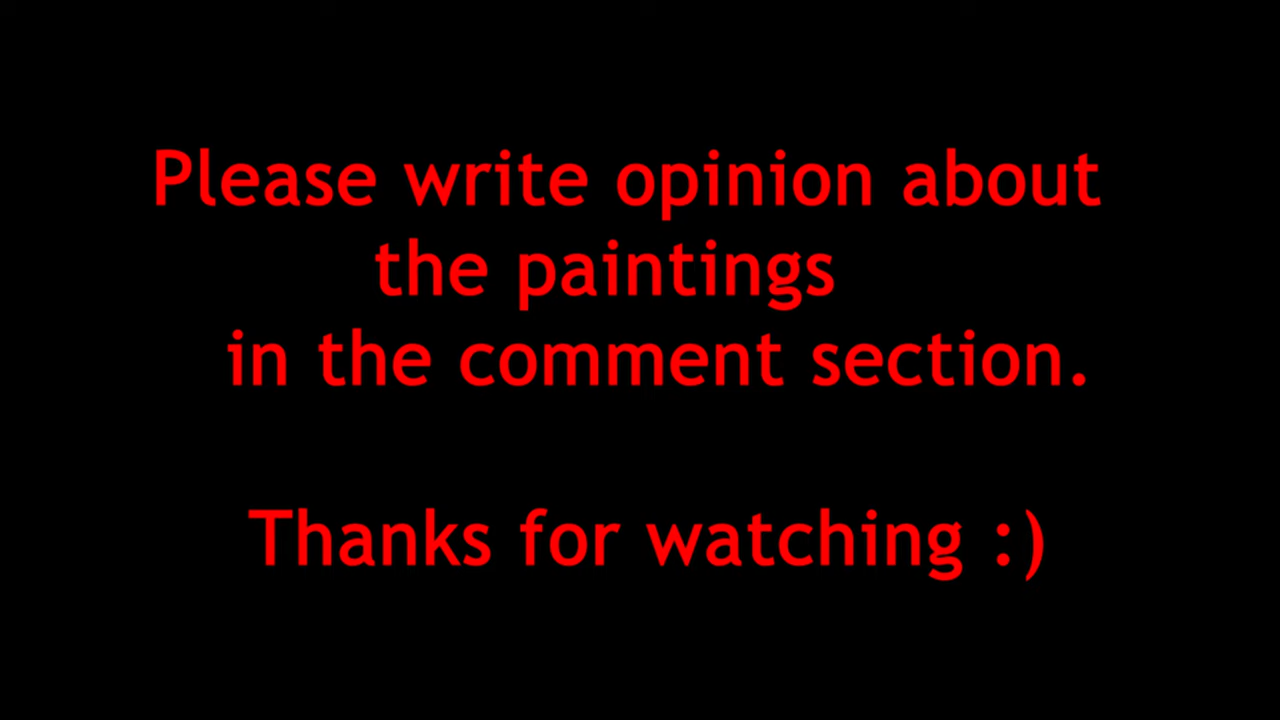 Please write opinion about
the paintings
in the comment section.
Thanks for watching :)